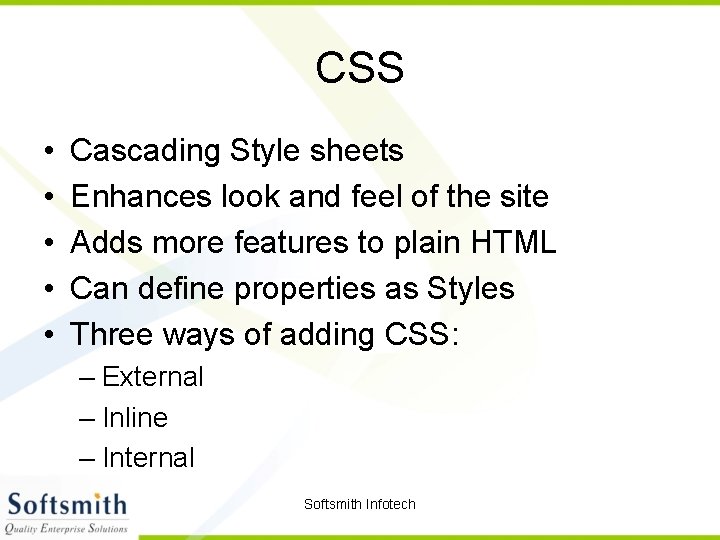 CSS
• Cascading Style sheets
• Enhances look and feel of the site
• Adds more features to plain HTML
• Can define properties as Styles
• Three ways of adding CSS:
– External
– Inline
– Internal
Softsmith Infotech
Softsmith
Quality Enterprise Solutions